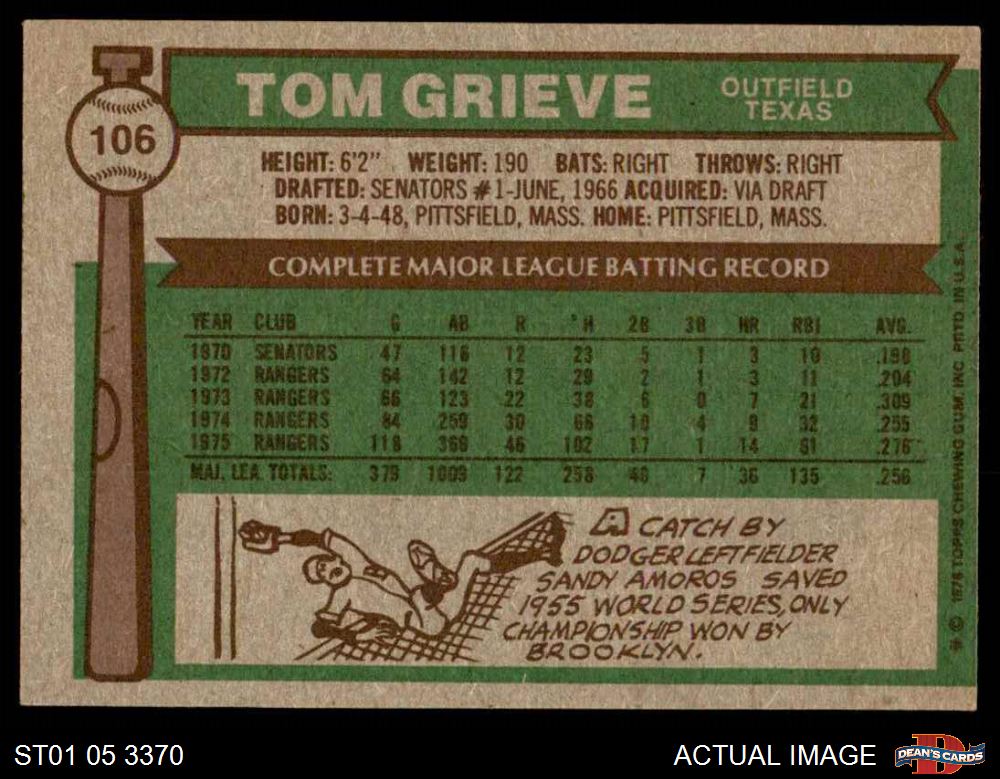 106
TOM GRIEVE
OUTFIELD
TEXAS
HEIGHT: 6'2" WEIGHT: 190 BATS: RIGHT THROWS: RIGHT
DRAFTED: SENATORS #1-JUNE, 1966 ACQUIRED: VIA DRAFT
BORN: 3-4-48, PITTSFIELD, MASS. HOME: PITTSFIELD, MASS.
COMPLETE MAJOR LEAGUE BATTING RECORD
YEAR CLUB G AB R H 2B 3B HR RBI AVG.
1970 SENATORS 47 116 12 23 5 1 3 10 .198
1972 RANGERS 64 142 12 29 2 1 3 11 .204
1973 RANGERS 66 123 22 38 6 0 7 21 .309
1974 RANGERS 84 259 30 66 10 4 9 32 .255
1975 RANGERS 118 369 46 102 17 1 14 61 .276
MAJ. LEA. TOTALS: 379 1009 122 258 40 7 36 135 .256
A CATCH BY
DODGER LEFT FIELDER
SANDY AMOROS SAVED
1955 WORLD SERIES, ONLY
CHAMPIONSHIP WON BY
BROOKLYN.
B
* © 1976 TOPPS CHEWING GUM, INC. PRTD. IN U.S.A.
ST01 05 3370
ACTUAL IMAGE
DEAN'S CARDS